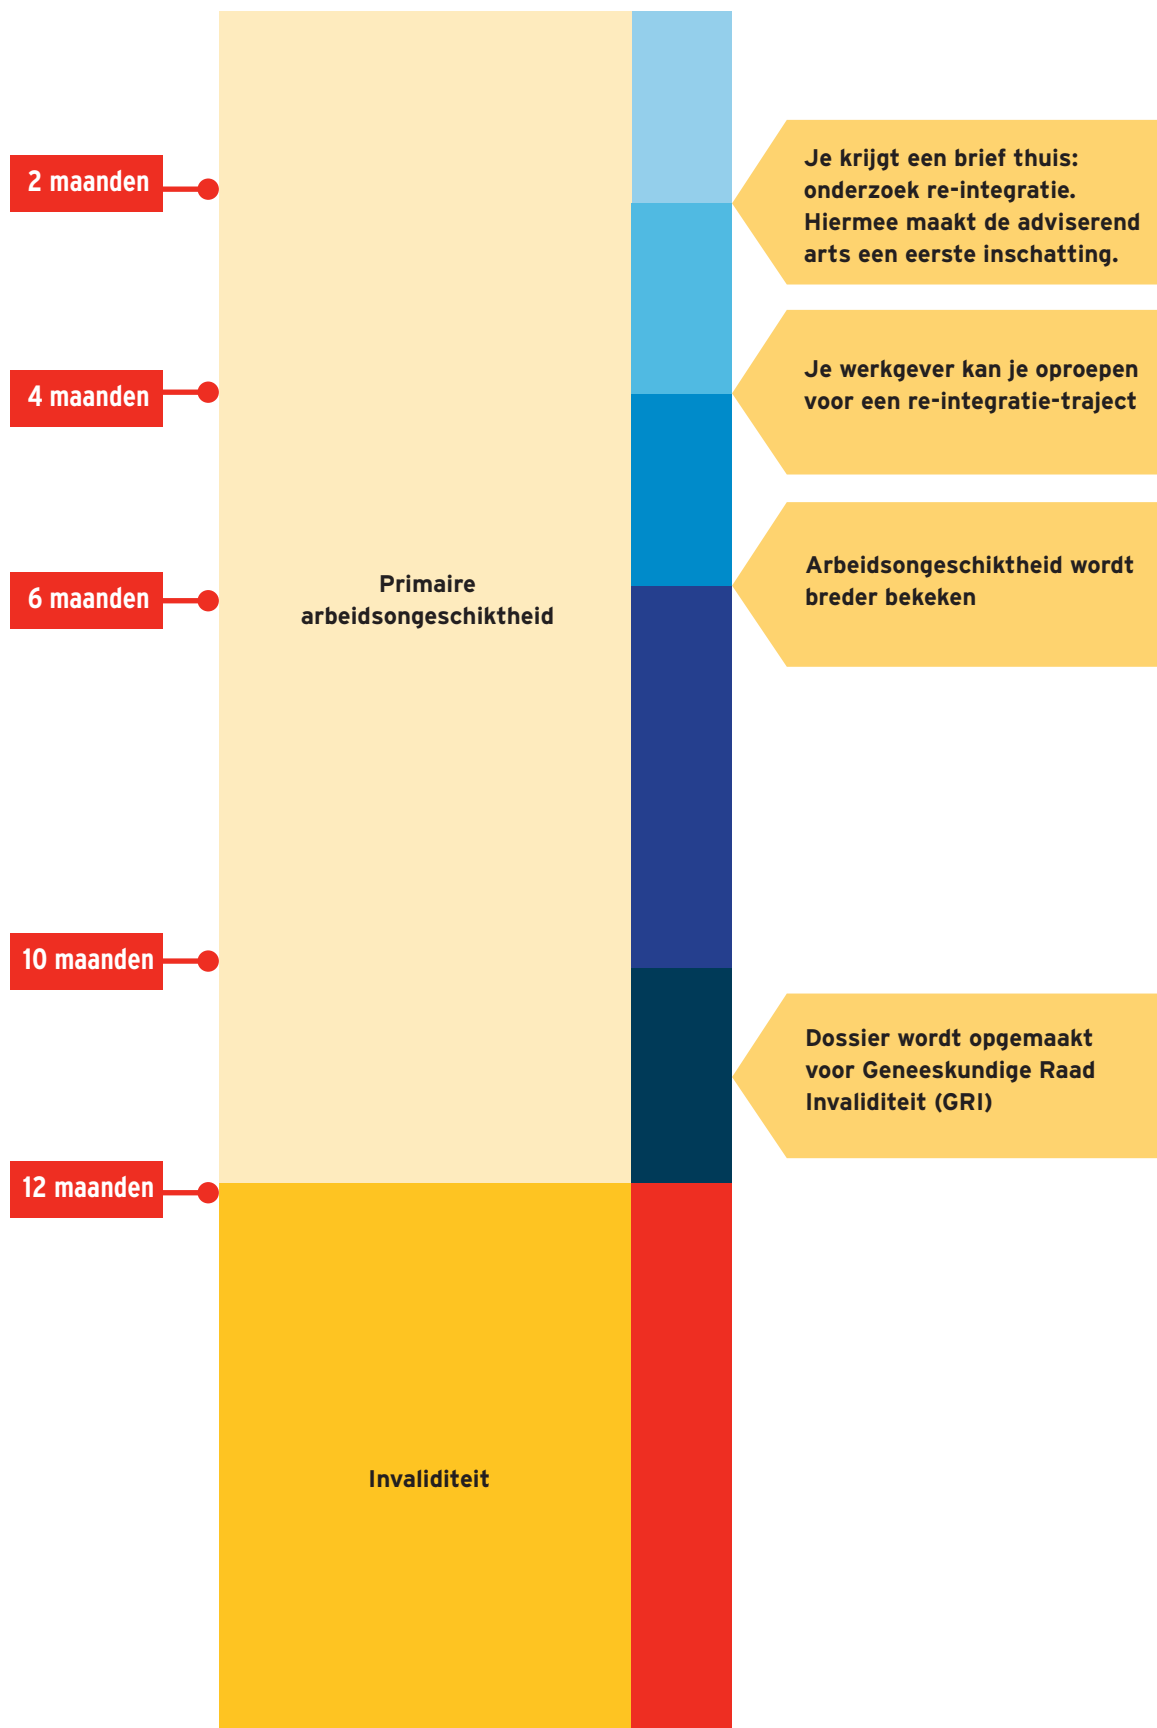 2 maanden
Je krijgt een brief thuis:
onderzoek re-integratie.
Hiermee maakt de adviserend
arts een eerste inschatting.
4 maanden
Je werkgever kan je oproepen
voor een re-integratie-traject
6 maanden
Primaire
arbeidsongeschiktheid
Arbeidsongeschiktheid wordt
breder bekeken
10 maanden
Dossier wordt opgemaakt
voor Geneeskundige Raad
Invaliditeit (GRI)
12 maanden
Invaliditeit